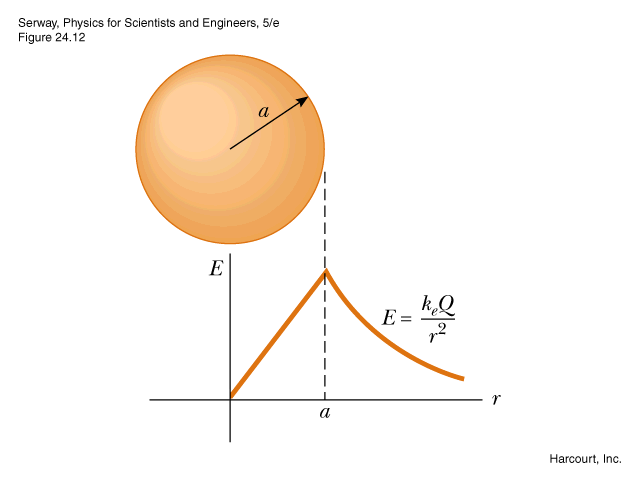 Serway, Physics for Scientists and Engineers, 5/e
Figure 24.12
a
E
E = kₑQ / r²
r
a
Harcourt, Inc.